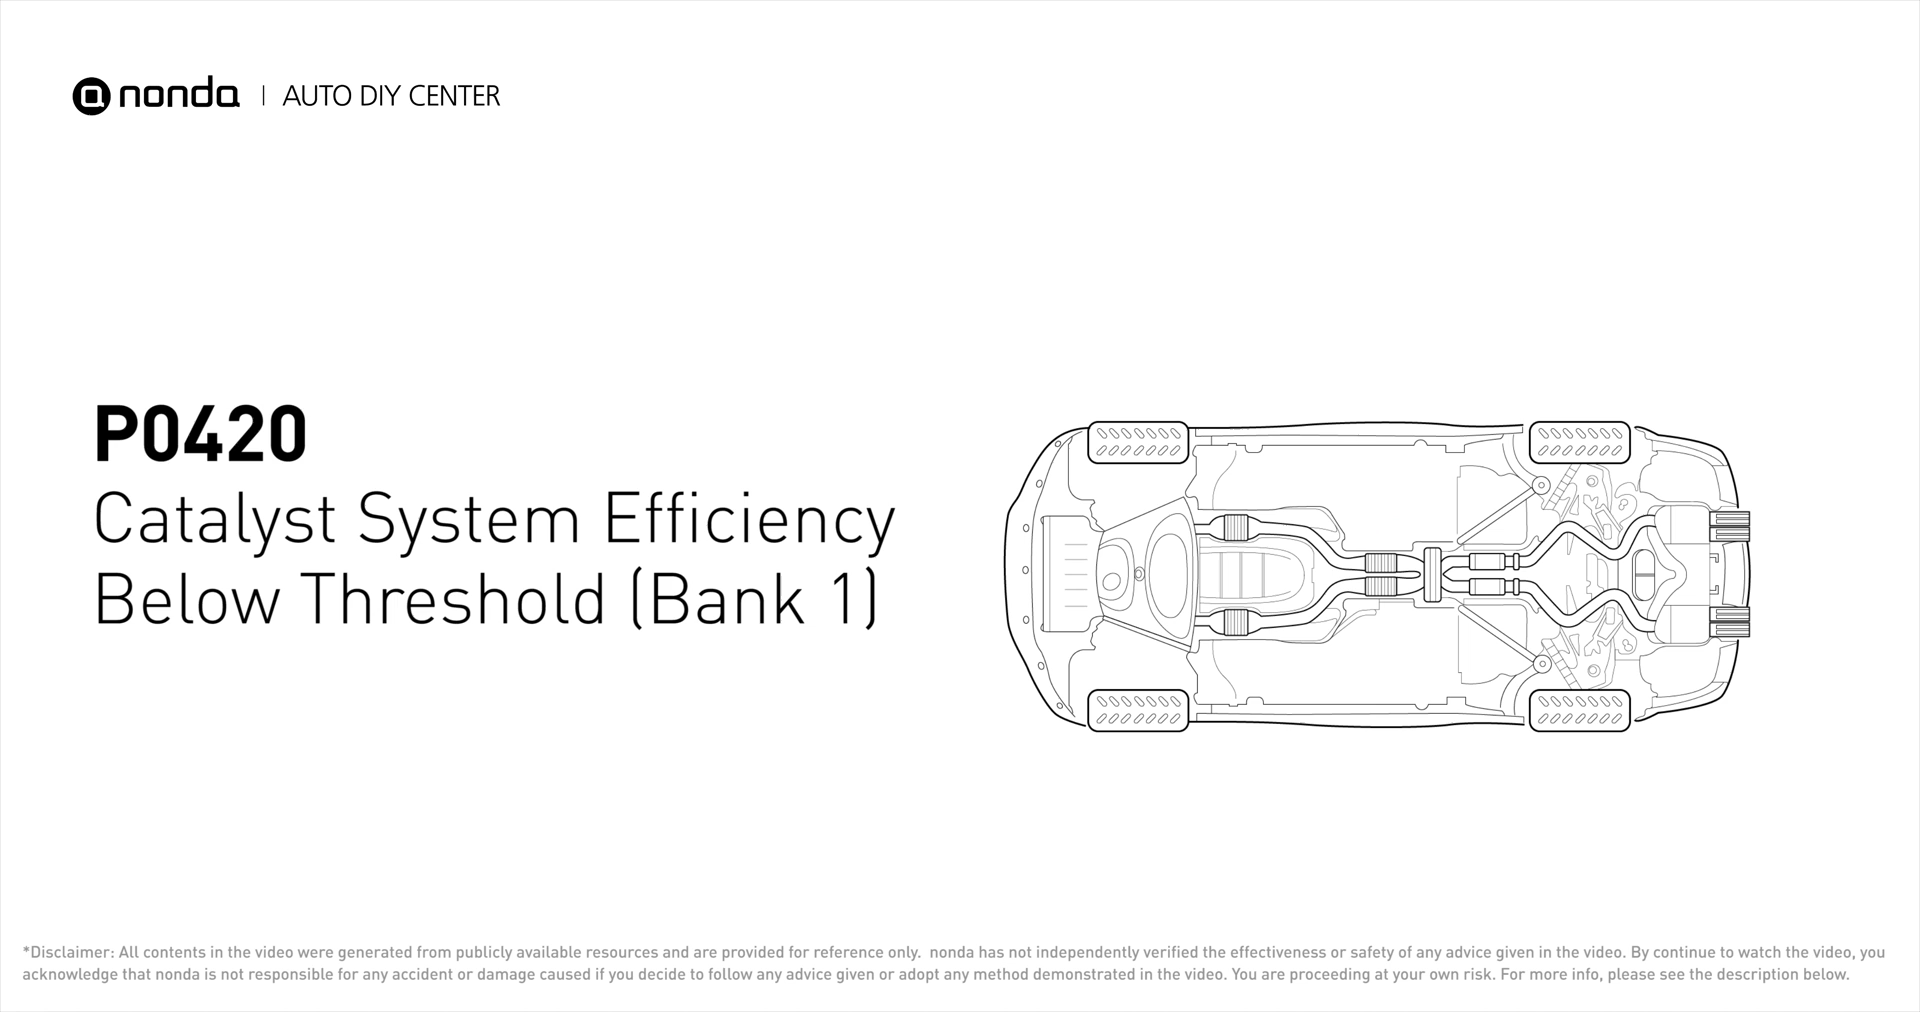 nonda | AUTO DIY CENTER
P0420
Catalyst System Efficiency
Below Threshold (Bank 1)
*Disclaimer: All contents in the video were generated from publicly available resources and are provided for reference only.  nonda has not independently verified the effectiveness or safety of any advice given in the video. By continue to watch the video, you
acknowledge that nonda is not responsible for any accident or damage caused if you decide to follow any advice given or adopt any method demonstrated in the video. You are proceeding at your own risk. For more info, please see the description below.